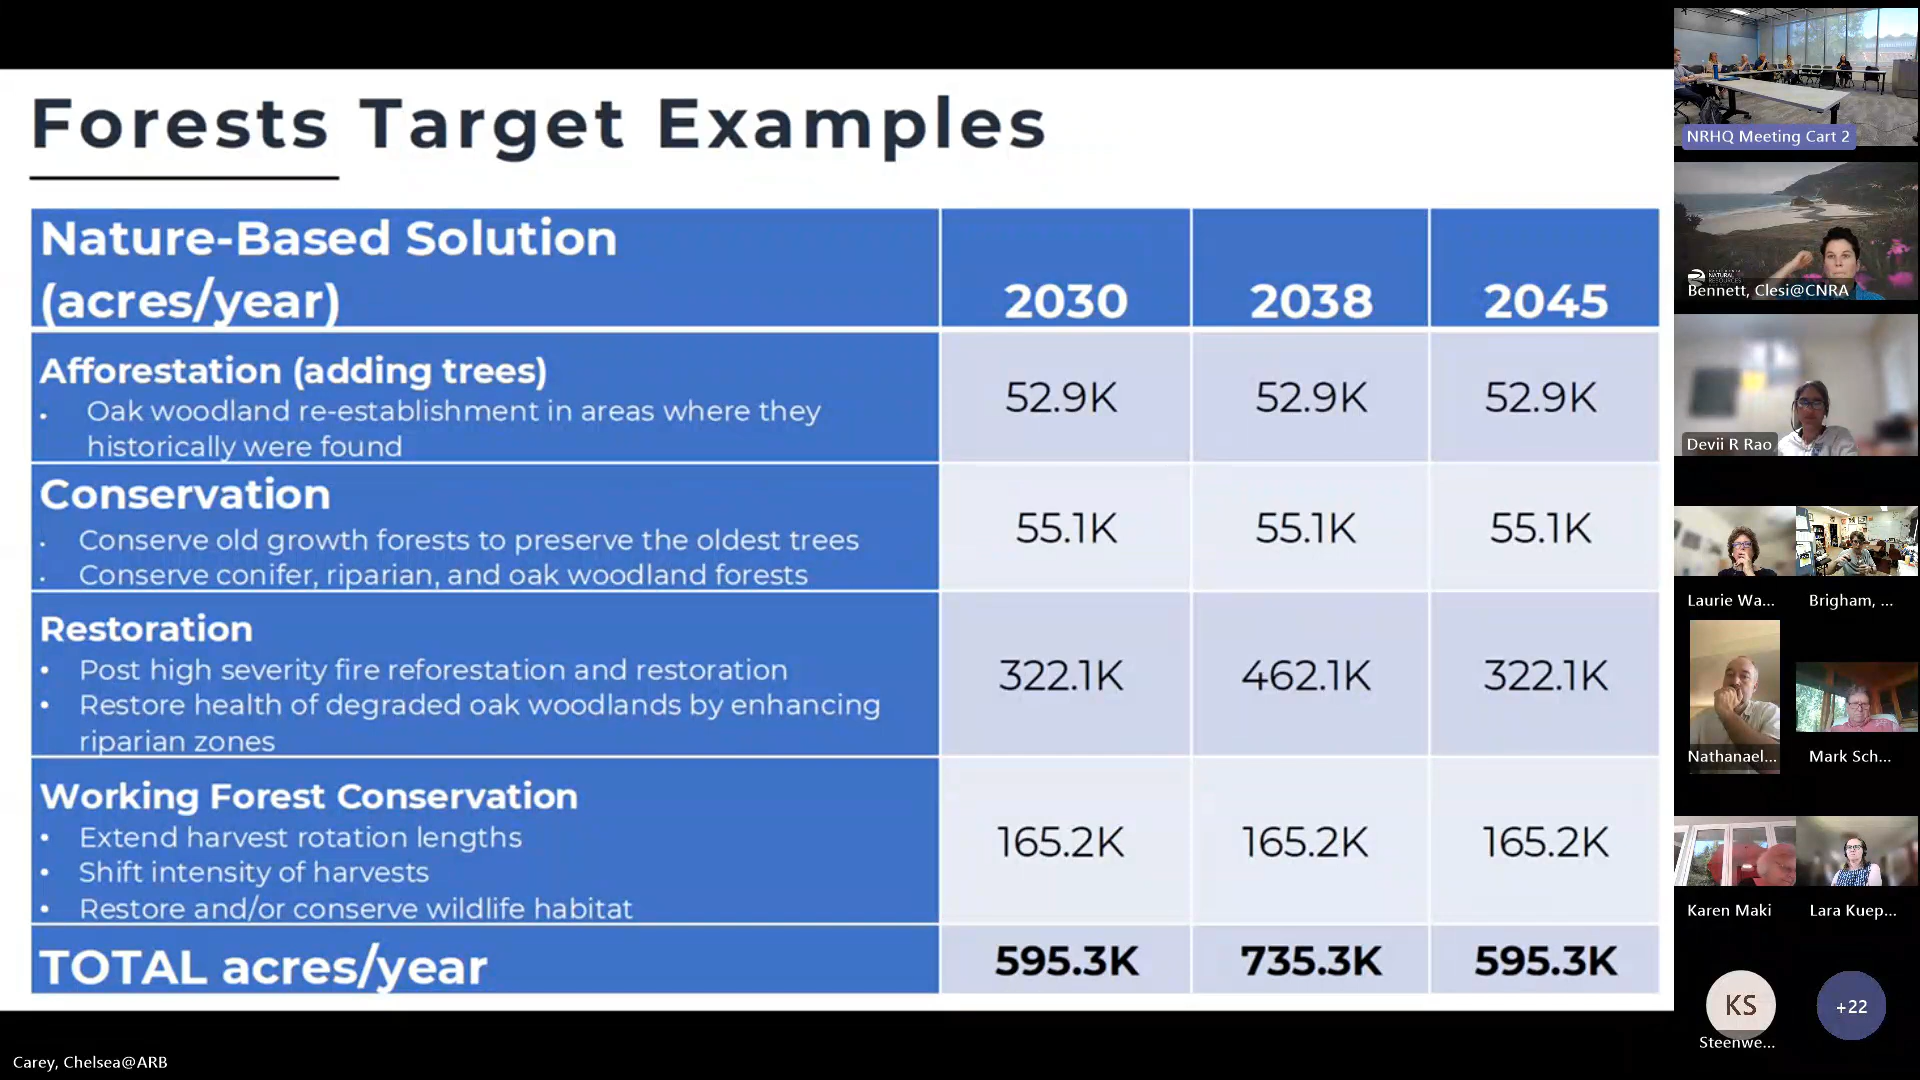 Forests Target Examples
Nature-Based Solution
(acres/year)
2030
2038
2045
Afforestation (adding trees)
• Oak woodland re-establishment in areas where they
historically were found
52.9K
52.9K
52.9K
Conservation
• Conserve old growth forests to preserve the oldest trees
• Conserve conifer, riparian, and oak woodland forests
55.1K
55.1K
55.1K
Restoration
• Post high severity fire reforestation and restoration
• Restore health of degraded oak woodlands by enhancing
riparian zones
322.1K
462.1K
322.1K
Working Forest Conservation
• Extend harvest rotation lengths
• Shift intensity of harvests
• Restore and/or conserve wildlife habitat
165.2K
165.2K
165.2K
TOTAL acres/year
595.3K
735.3K
595.3K
NRHQ Meeting Cart 2
NATURAL
Bennett, Clesi@CNRA
Devii R Rao
Laurie Wa...
Brigham, ...
Nathanael...
Mark Sch...
Karen Maki
Lara Kuep...
KS
+22
Steenwe...
Carey, Chelsea@ARB